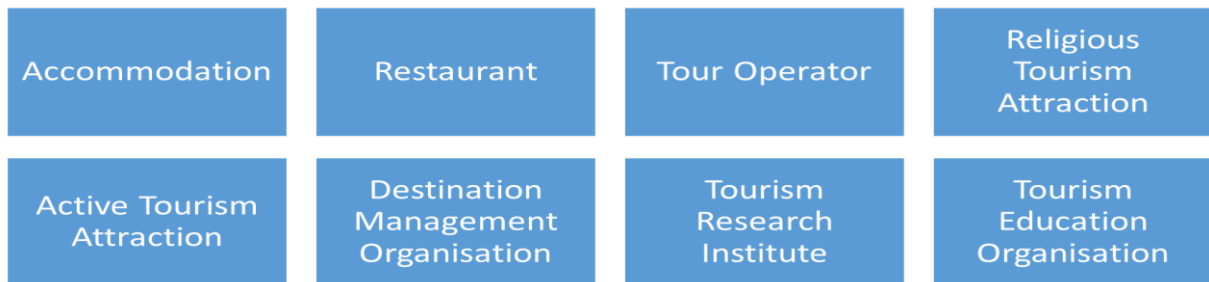 Accommodation
Restaurant
Tour Operator
Religious
Tourism
Attraction
Active Tourism
Attraction
Destination
Management
Organisation
Tourism
Research
Institute
Tourism
Education
Organisation